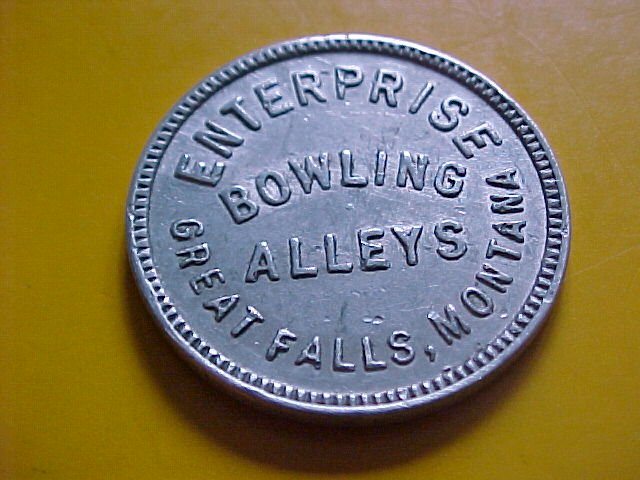 ENTERPRISE
BOWLING
ALLEYS
GREAT FALLS, MONTANA